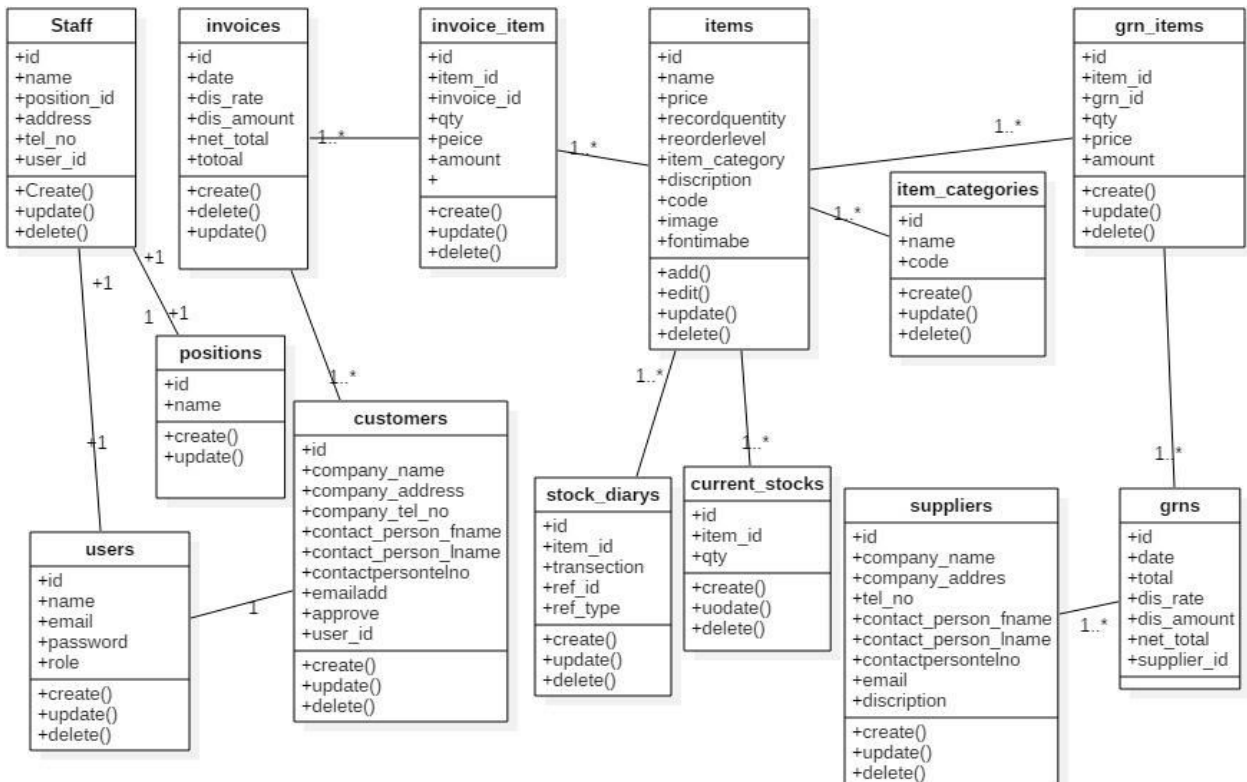 Staff
+id
+name
+position_id
+address
+tel_no
+user_id
+Create()
+update()
+delete()
invoices
+id
+date
+dis_rate
+dis_amount
+net_total
+totoal
+create()
+delete()
+update()
1..*
invoice_item
+id
+item_id
+invoice_id
+qty
+peice
+amount
+
+create()
+update()
+delete()
1..*
items
+id
+name
+price
+recordquentity
+reorderlevel
+item_category
+discription
+code
+image
+fontimabe
+add()
+edit()
+update()
+delete()
1..*
1..*
item_categories
+id
+name
+code
+create()
+update()
+delete()
grn_items
+id
+item_id
+grn_id
+qty
+price
+amount
+create()
+update()
+delete()
+1
+1
1
+1
positions
+id
+name
+create()
+update()
+1
1..*
users
+id
+name
+email
+password
+role
+create()
+update()
+delete()
1
customers
+id
+company_name
+company_address
+company_tel_no
+contact_person_fname
+contact_person_lname
+contactpersontelno
+emailadd
+approve
+user_id
+create()
+update()
+delete()
1..*
1..*
stock_diarys
+id
+item_id
+transection
+ref_id
+ref_type
+create()
+update()
+delete()
current_stocks
+id
+item_id
+qty
+create()
+uodate()
+delete()
suppliers
+id
+company_name
+company_addres
+tel_no
+contact_person_fname
+contact_person_lname
+contactpersontelno
+email
+discription
+create()
+update()
+delete()
1..*
1..*
grns
+id
+date
+total
+dis_rate
+dis_amount
+net_total
+supplier_id